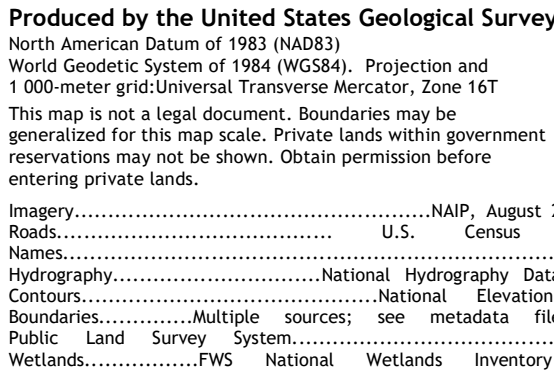 Produced by the United States Geological Survey
North American Datum of 1983 (NAD83)
World Geodetic System of 1984 (WGS84). Projection and
1 000-meter grid:Universal Transverse Mercator, Zone 16T
This map is not a legal document. Boundaries may be
generalized for this map scale. Private lands within government
reservations may not be shown. Obtain permission before
entering private lands.
Imagery.....................................................NAIP, August
Roads.................................... U.S. Census
Names...............................................................
Hydrography...............................National Hydrography
Contours............................................National Elevation
Boundaries..............Multiple sources; see metadata
Public Land Survey System.......................................
Wetlands.................FWS National Wetlands Inventory